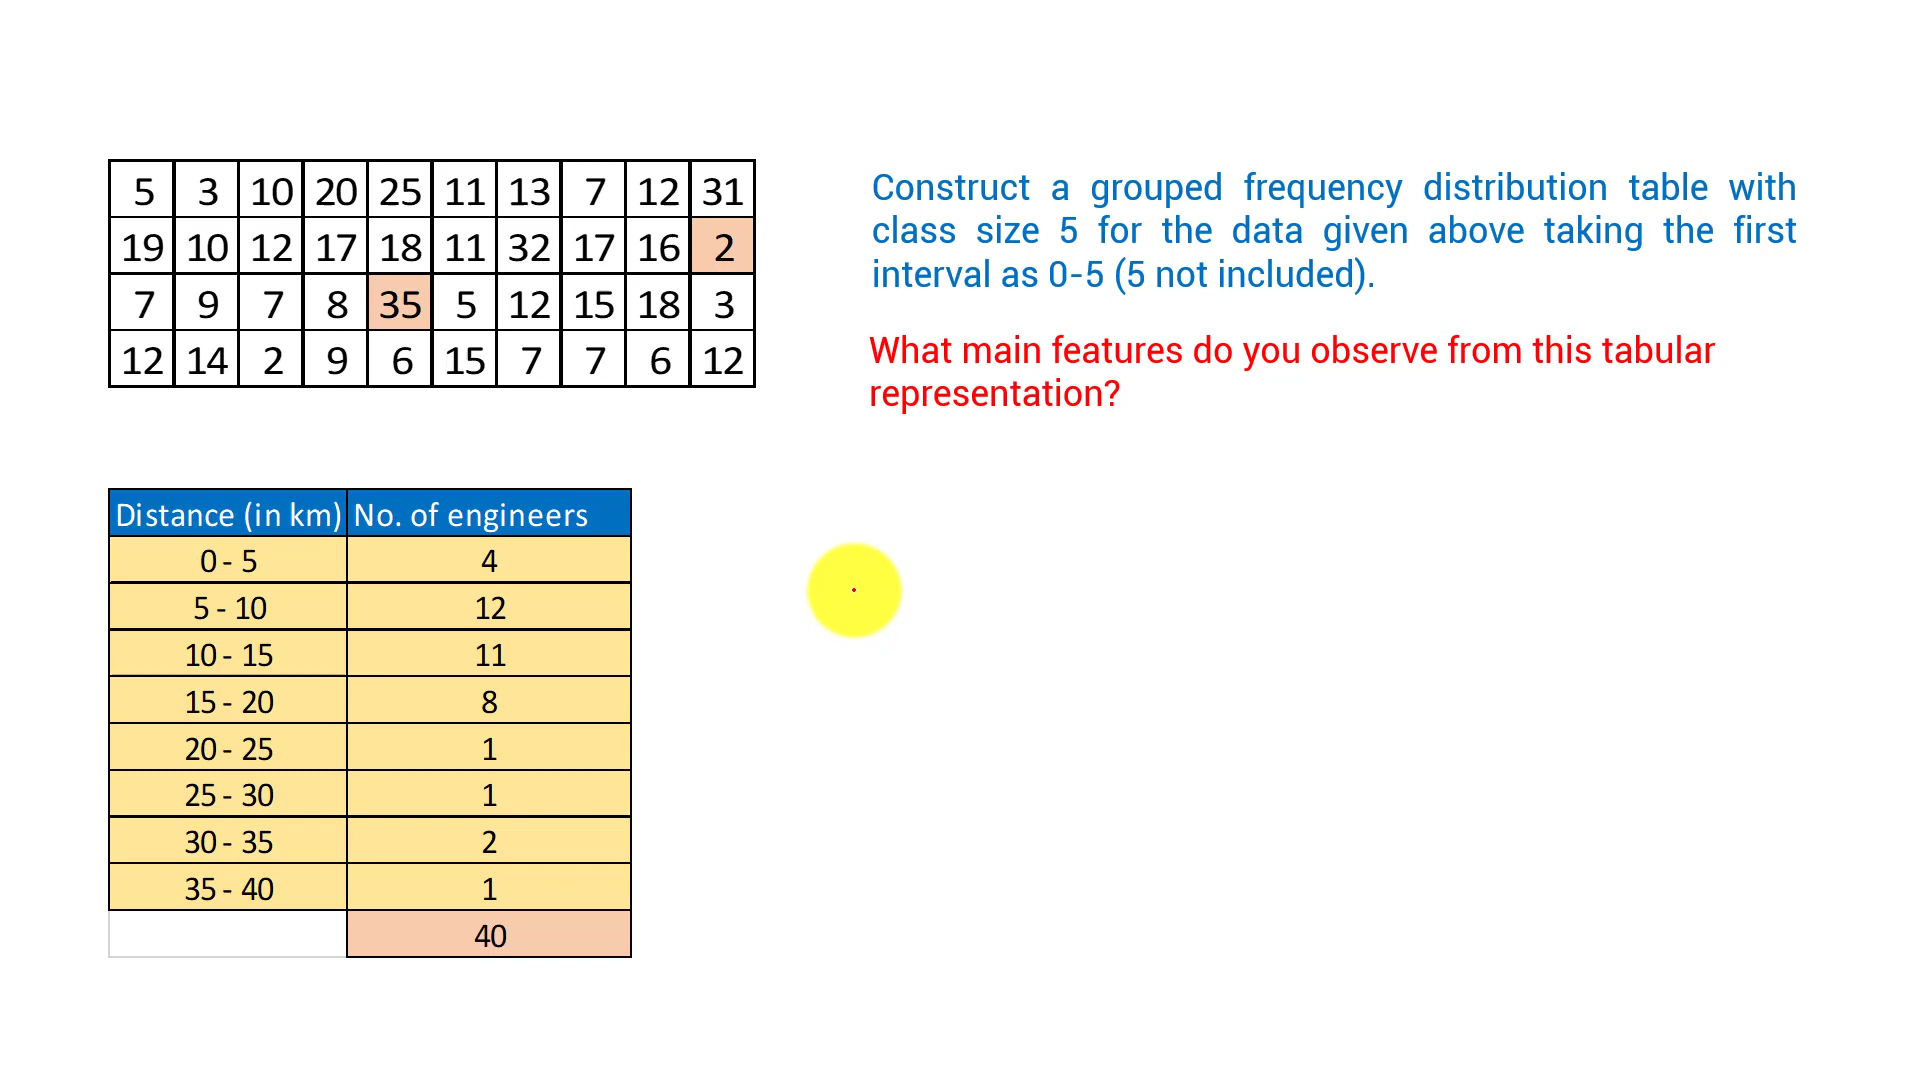 5 3 10 20 25 11 13 7 12 31
19 10 12 17 18 11 32 17 16 2
7 9 7 8 35 5 12 15 18 3
12 14 2 9 6 15 7 7 6 12
Construct a grouped frequency distribution table with
class size 5 for the data given above taking the first
interval as 0-5 (5 not included).
What main features do you observe from this tabular
representation?
Distance (in km) No. of engineers
0 - 5 4
5 - 10 12
10 - 15 11
15 - 20 8
20 - 25 1
25 - 30 1
30 - 35 2
35 - 40 1
40